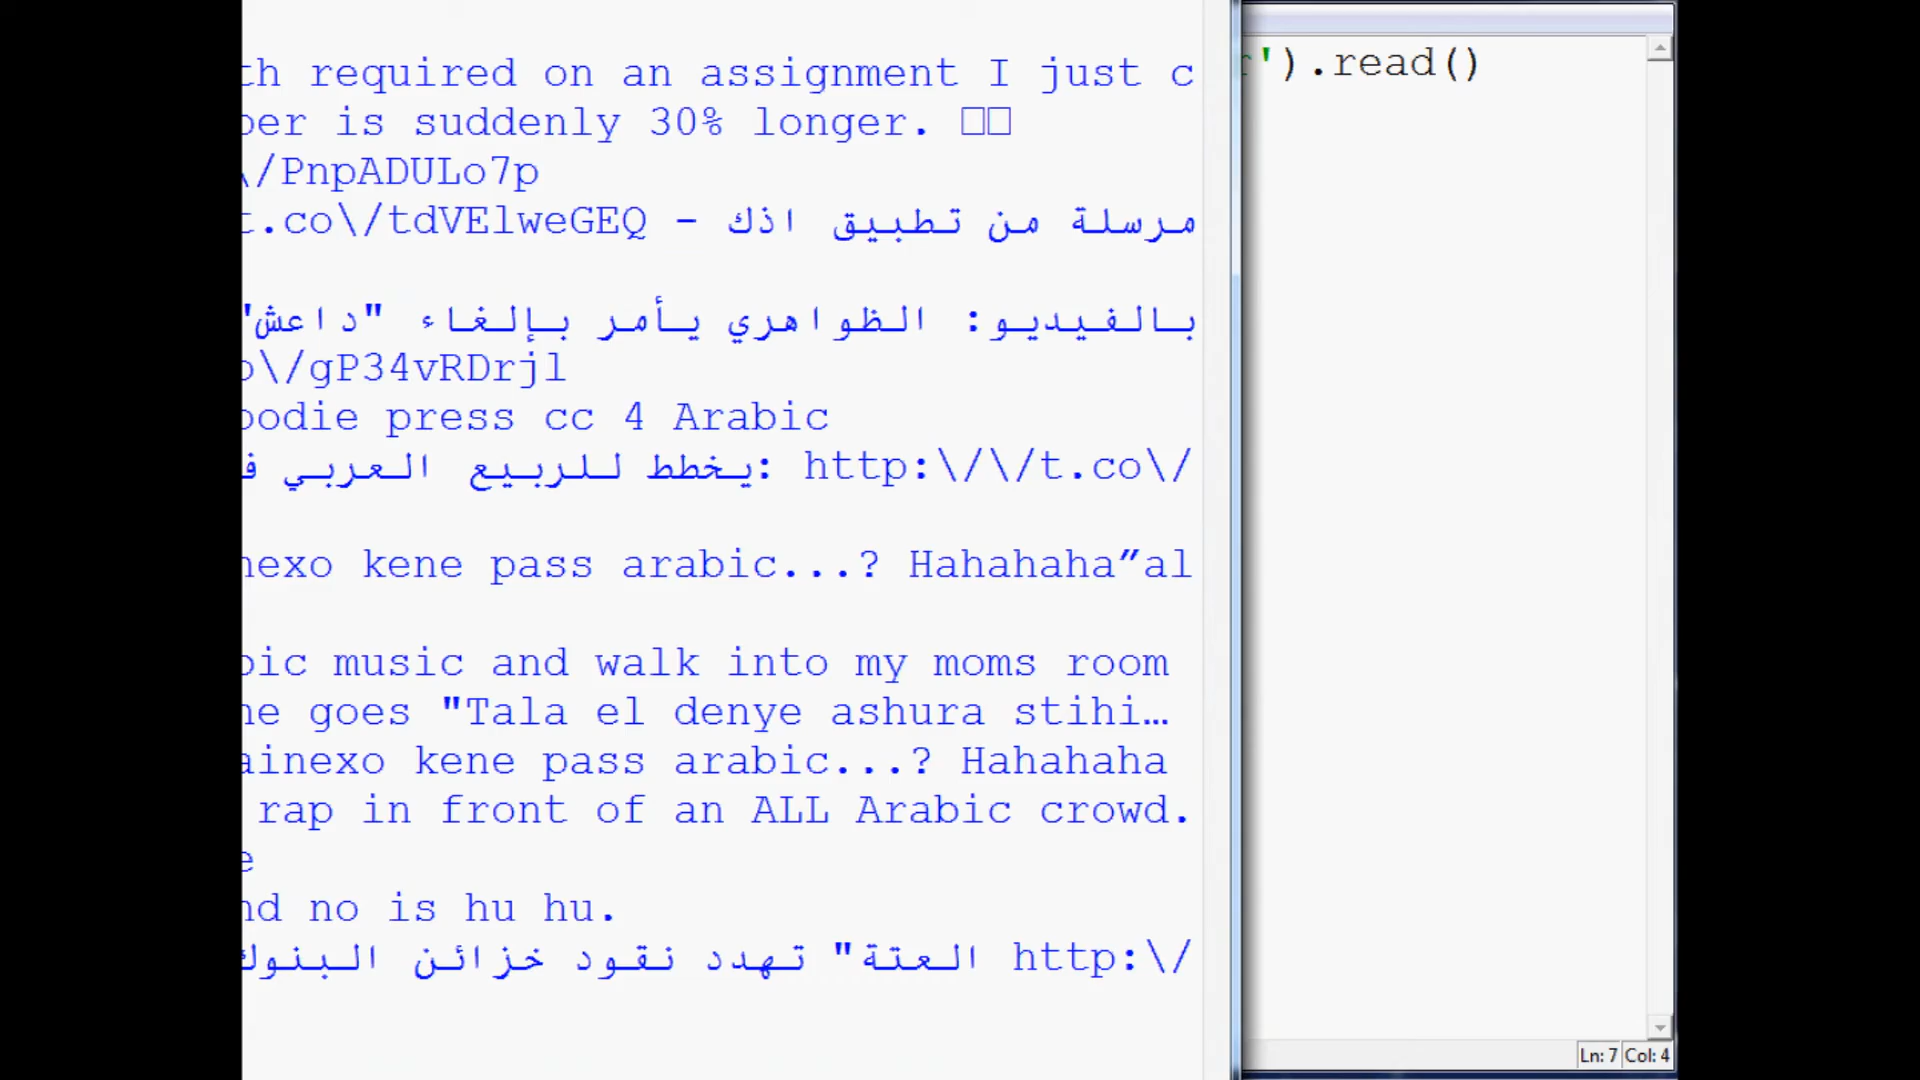 th required on an assignment I just c
per is suddenly 30% longer. □□
\/PnpADULo7p
t.co\/tdVElweGEQ - مرسلة من تطبيق اذك
بالفيديو: الظواهري يأمر بإلغاء "داعش"
o\/gP34vRDrjl
oodie press cc 4 Arabic
يخطط للربيع العربي ف: http:\/\/t.co\/
nexo kene pass arabic...? Hahahaha”al
bic music and walk into my moms room
he goes "Tala el denye ashura stihi…
ainexo kene pass arabic...? Hahahaha
rap in front of an ALL Arabic crowd.
e
nd no is hu hu.
العتة" تهدد نقود خزائن البنوك http:\/
r').read()
Ln: 7 Col: 4